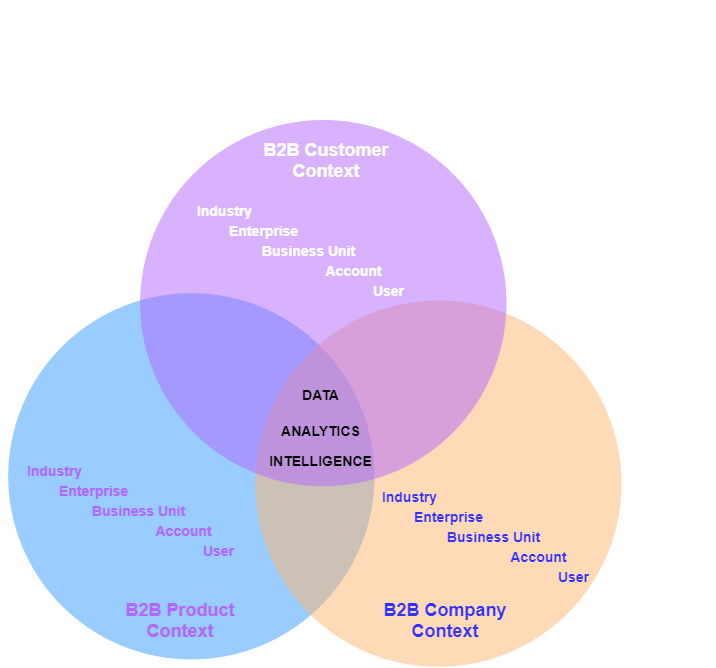 B2B Customer
Context
Industry
Enterprise
Business Unit
Account
User
DATA
ANALYTICS
INTELLIGENCE
Industry
Enterprise
Business Unit
Account
User
B2B Product
Context
Industry
Enterprise
Business Unit
Account
User
B2B Company
Context